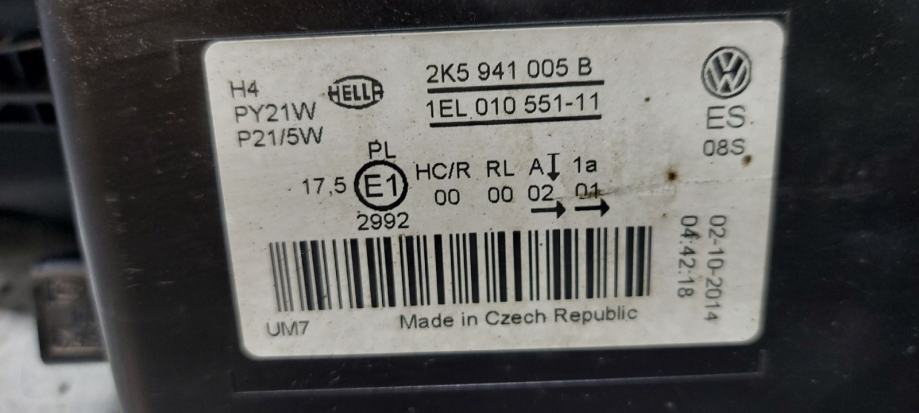 H4
PY21W
P21/5W
HELLA
2K5 941 005 B
1EL 010 551-11
VW
ES
08S
PL
17,5 E1
2992
HC/R RL A 1a
00 00 02 01
02-10-2014
04:42:18
UM7
Made in Czech Republic